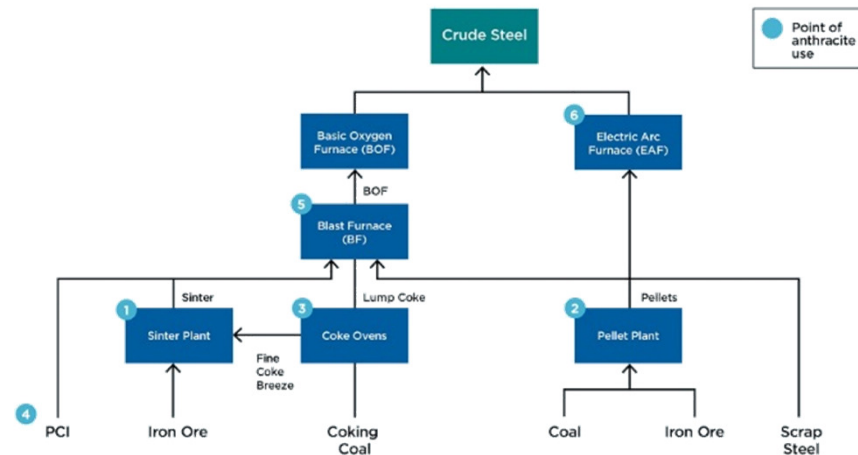 Crude Steel
Point of
anthracite
use
Basic Oxygen
Furnace (BOF)
6
Electric Arc
Furnace (EAF)
BOF
5
Blast Furnace
(BF)
Sinter
Lump Coke
Pellets
1
Sinter Plant
3
Coke Ovens
2
Pellet Plant
Fine
Coke
Breeze
4
PCI
Iron Ore
Coking
Coal
Coal
Iron Ore
Scrap
Steel